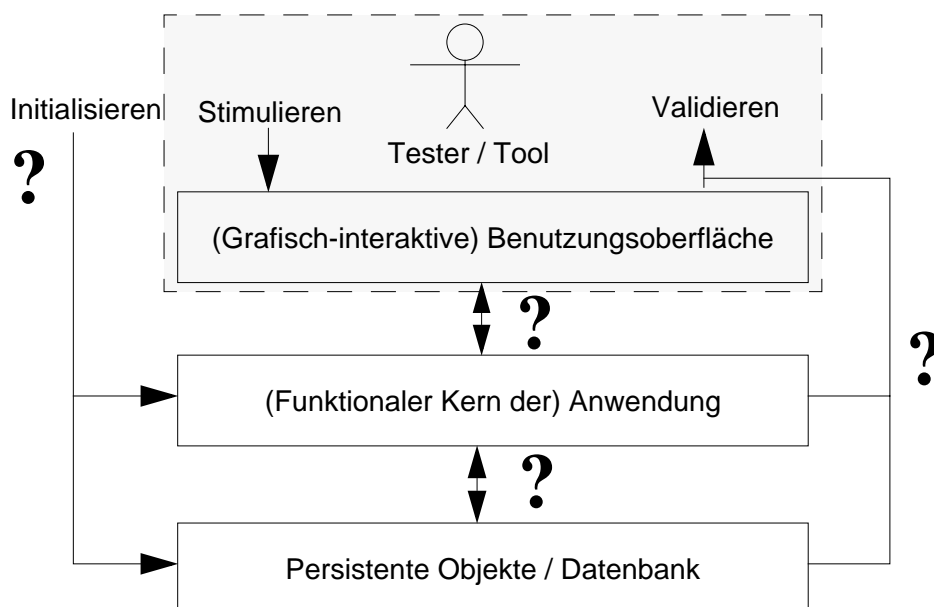 Initialisieren
Stimulieren
Validieren
?
Tester / Tool
(Grafisch-interaktive) Benutzungsoberfläche
?
?
(Funktionaler Kern der) Anwendung
?
Persistente Objekte / Datenbank